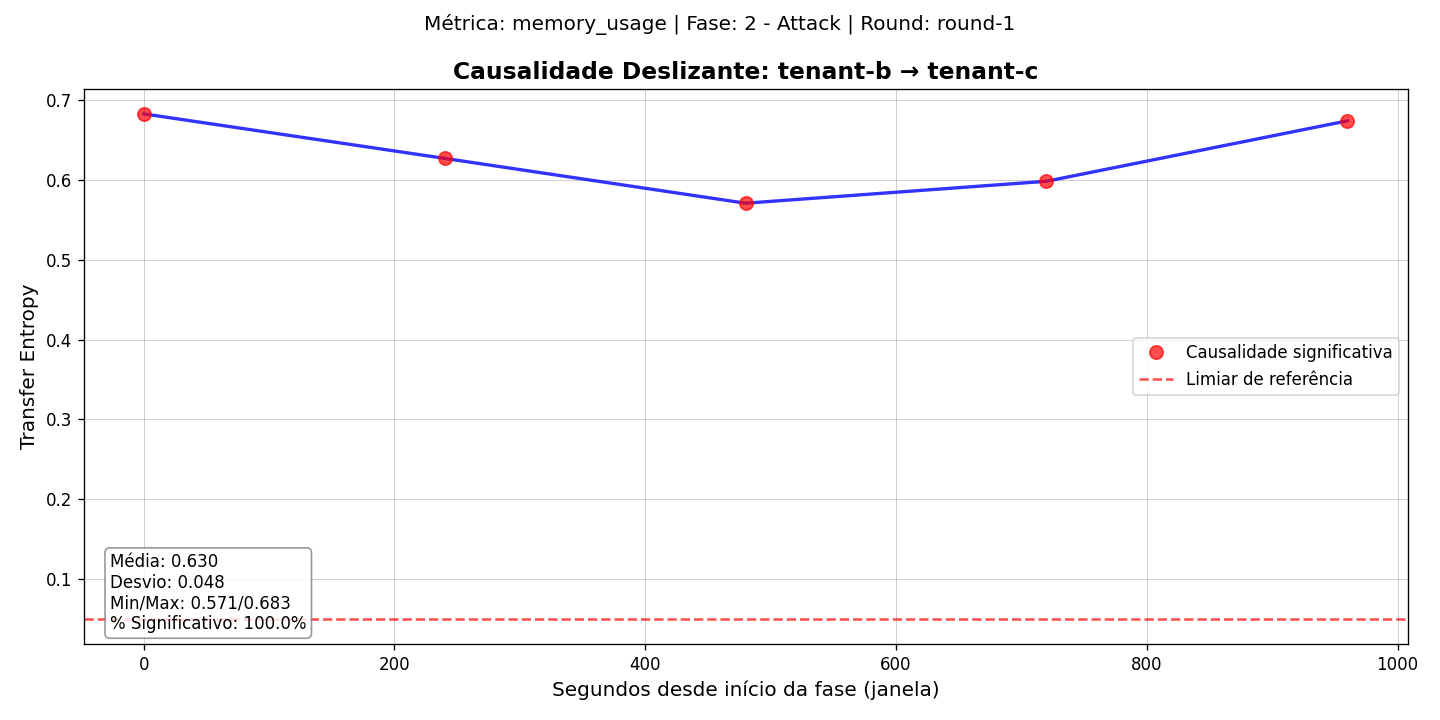 Métrica: memory_usage | Fase: 2 - Attack | Round: round-1
Causalidade Deslizante: tenant-b → tenant-c
Transfer Entropy
0.7
0.6
0.5
0.4
0.3
0.2
0.1
Causalidade significativa
Limiar de referência
Média: 0.630
Desvio: 0.048
Min/Max: 0.571/0.683
% Significativo: 100.0%
0
200
400
600
800
1000
Segundos desde início da fase (janela)